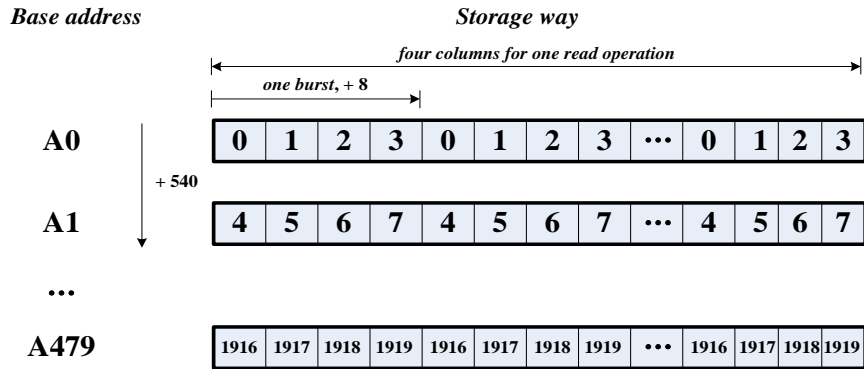 Base address Storage way
four columns for one read operation
one burst, + 8
A0 0 1 2 3 0 1 2 3 ... 0 1 2 3
+ 540
A1 4 5 6 7 4 5 6 7 ... 4 5 6 7
...
A479 1916 1917 1918 1919 1916 1917 1918 1919 ... 1916 1917 1918 1919